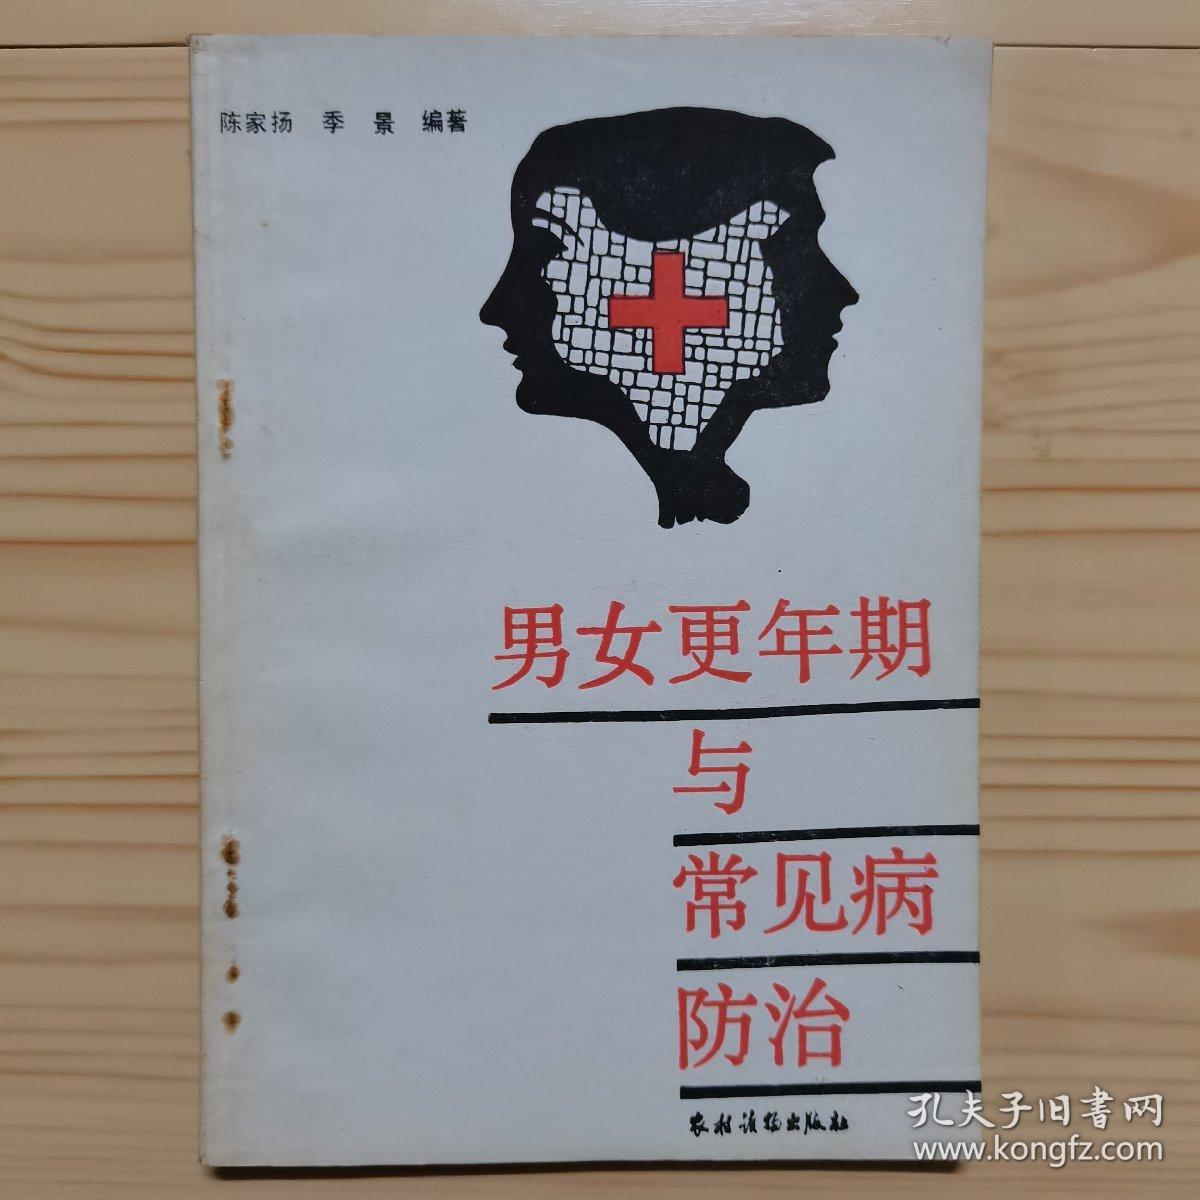 陈家扬 季 景 编著
男女更年期
与
常见病
防治
农村读物出版社
孔夫子旧书网
www.kongfz.com